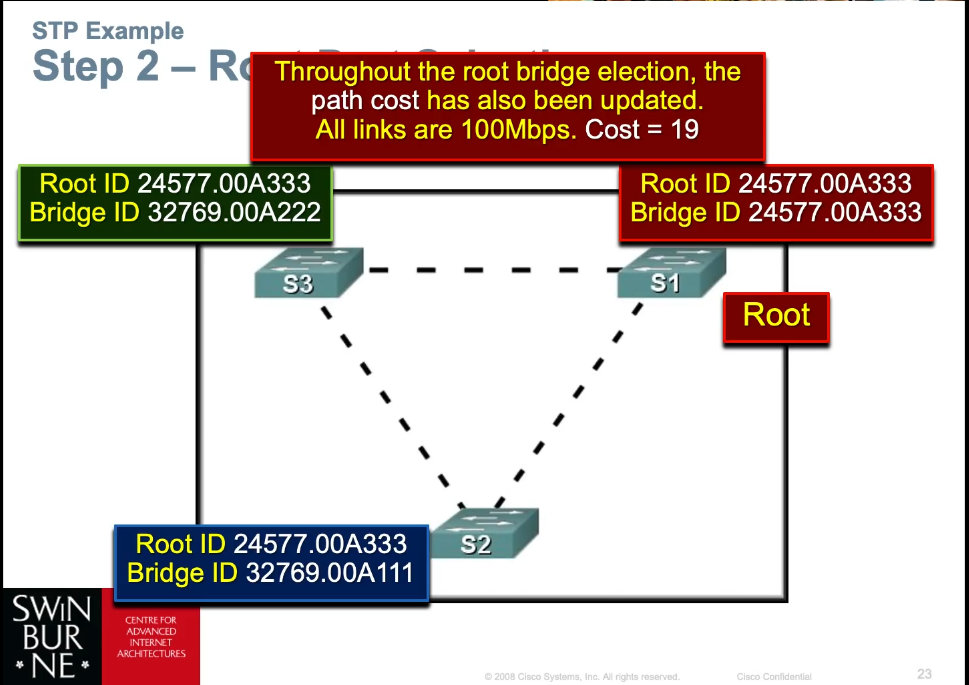 STP Example
Step 2 – Ro
Throughout the root bridge election, the
path cost has also been updated.
All links are 100Mbps. Cost = 19
Root ID 24577.00A333
Bridge ID 32769.00A222
Root ID 24577.00A333
Bridge ID 24577.00A333
S3
S1
Root
S2
Root ID 24577.00A333
Bridge ID 32769.00A111
SWIN
BUR
* NE *
CENTRE FOR
ADVANCED
INTERNET
ARCHITECTURES
© 2008 Cisco Systems, Inc. All rights reserved.
Cisco Confidential
23